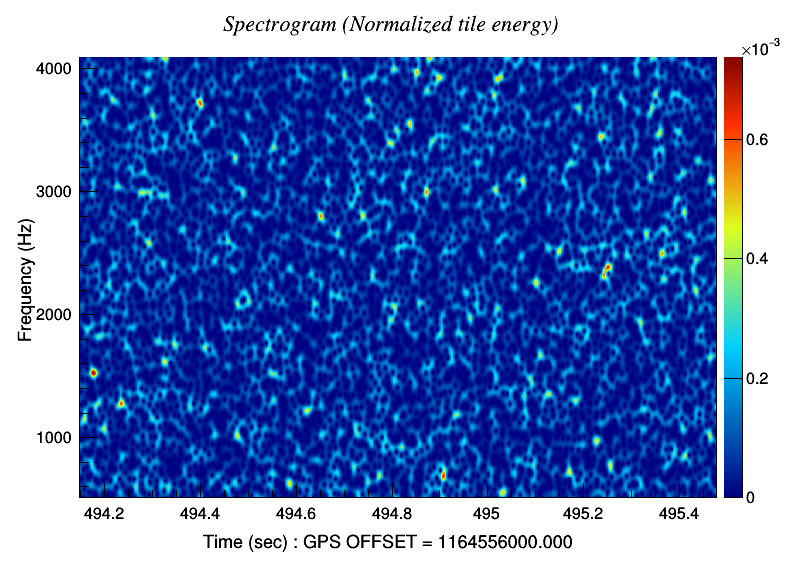 Spectrogram (Normalized tile energy)
×10⁻³
4000
3000
2000
1000
Frequency (Hz)
0.6
0.4
0.2
0
494.2 494.4 494.6 494.8 495 495.2 495.4
Time (sec) : GPS OFFSET = 1164556000.000